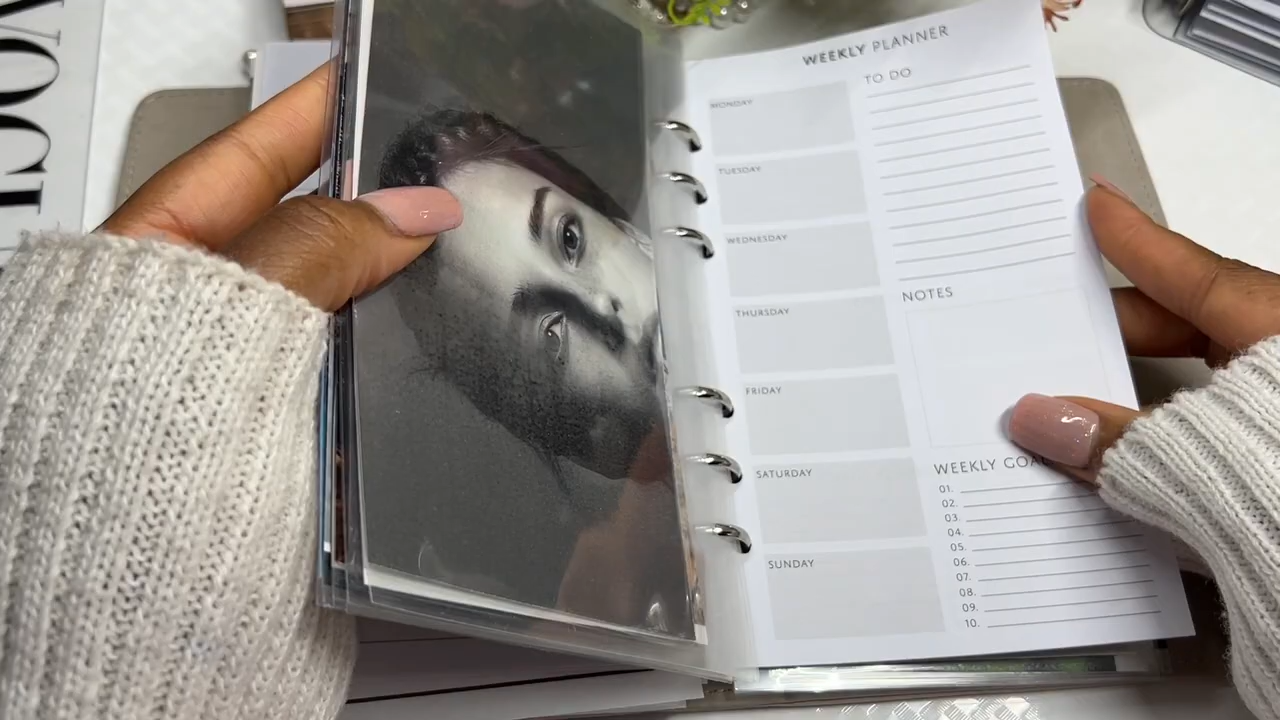 VOGU
WEEKLY PLANNER
TO DO
MONDAY
TUESDAY
WEDNESDAY
THURSDAY
FRIDAY
SATURDAY
SUNDAY
NOTES
WEEKLY GOA
01.
02.
03.
04.
05.
06.
07.
08.
09.
10.